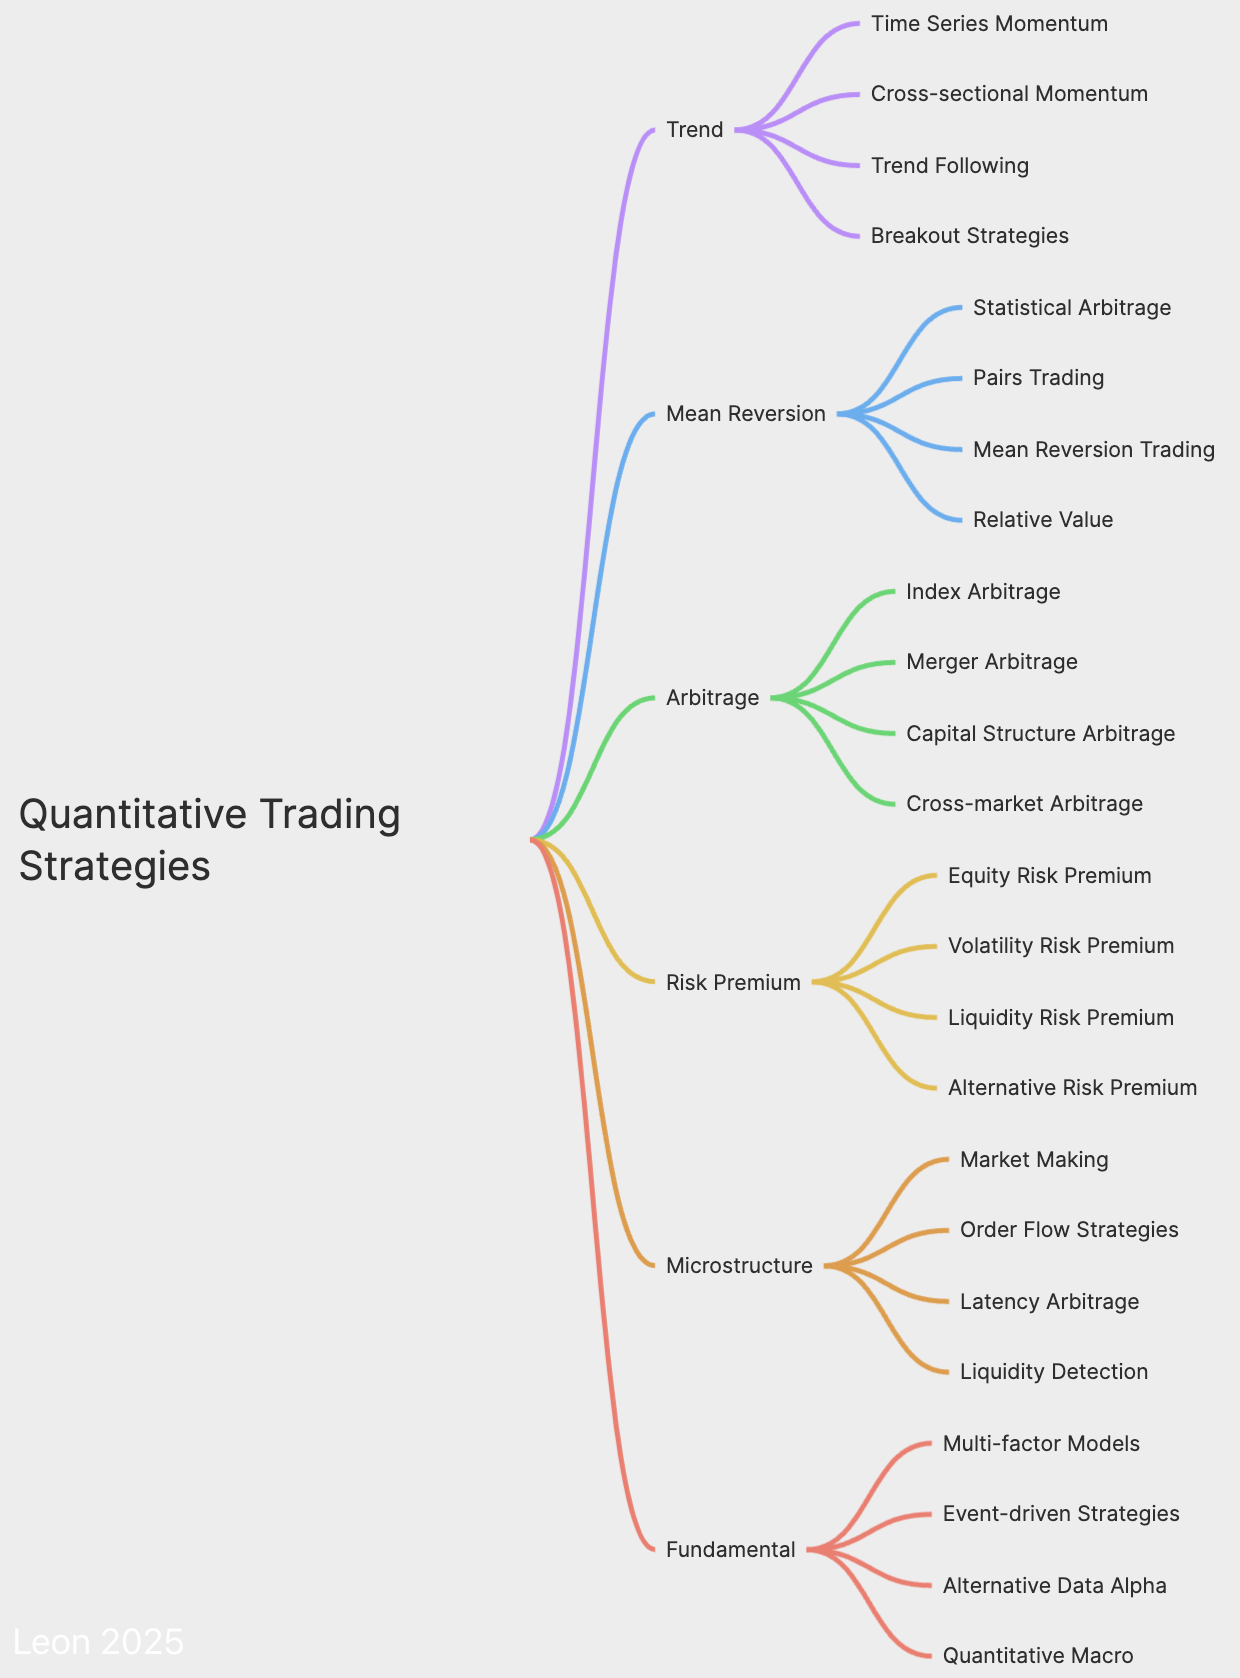 Quantitative Trading
Strategies
Trend
Time Series Momentum
Cross-sectional Momentum
Trend Following
Breakout Strategies
Mean Reversion
Statistical Arbitrage
Pairs Trading
Mean Reversion Trading
Relative Value
Arbitrage
Index Arbitrage
Merger Arbitrage
Capital Structure Arbitrage
Cross-market Arbitrage
Risk Premium
Equity Risk Premium
Volatility Risk Premium
Liquidity Risk Premium
Alternative Risk Premium
Microstructure
Market Making
Order Flow Strategies
Latency Arbitrage
Liquidity Detection
Fundamental
Multi-factor Models
Event-driven Strategies
Alternative Data Alpha
Quantitative Macro
Leon 2025